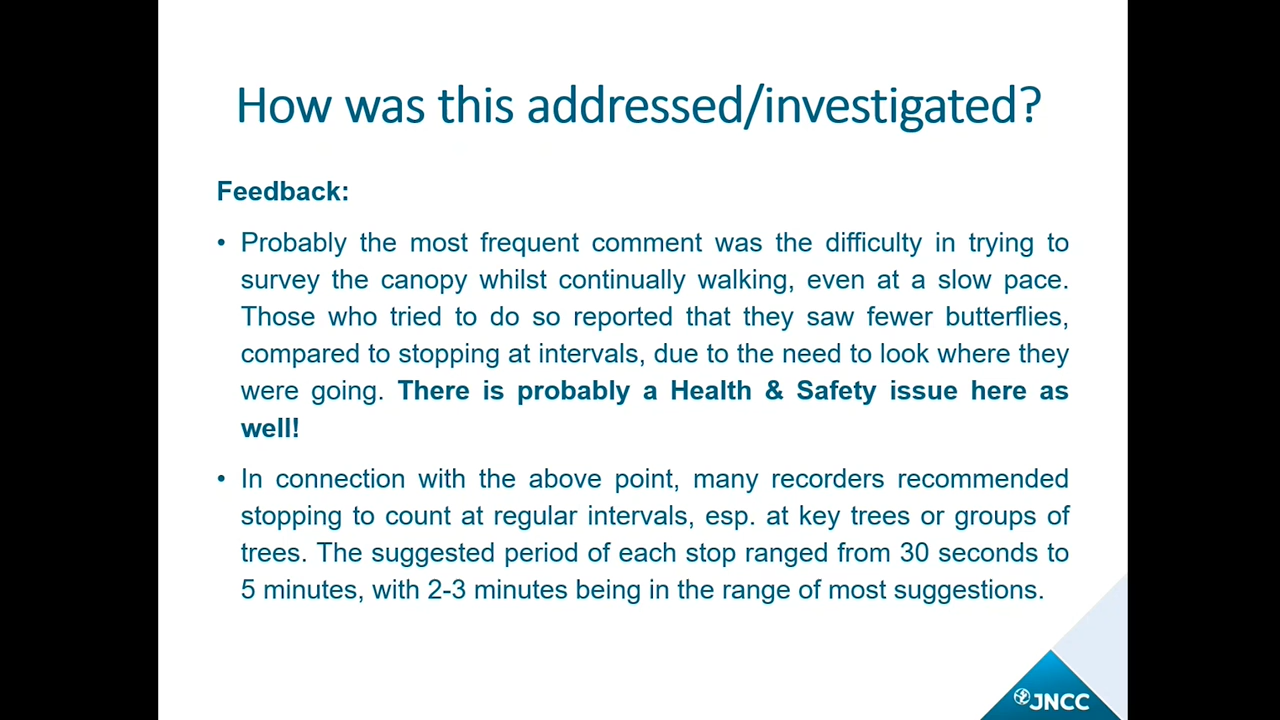 How was this addressed/investigated?
Feedback:
• Probably the most frequent comment was the difficulty in trying to
survey the canopy whilst continually walking, even at a slow pace.
Those who tried to do so reported that they saw fewer butterflies,
compared to stopping at intervals, due to the need to look where they
were going. There is probably a Health & Safety issue here as
well!
• In connection with the above point, many recorders recommended
stopping to count at regular intervals, esp. at key trees or groups of
trees. The suggested period of each stop ranged from 30 seconds to
5 minutes, with 2-3 minutes being in the range of most suggestions.
JNCC